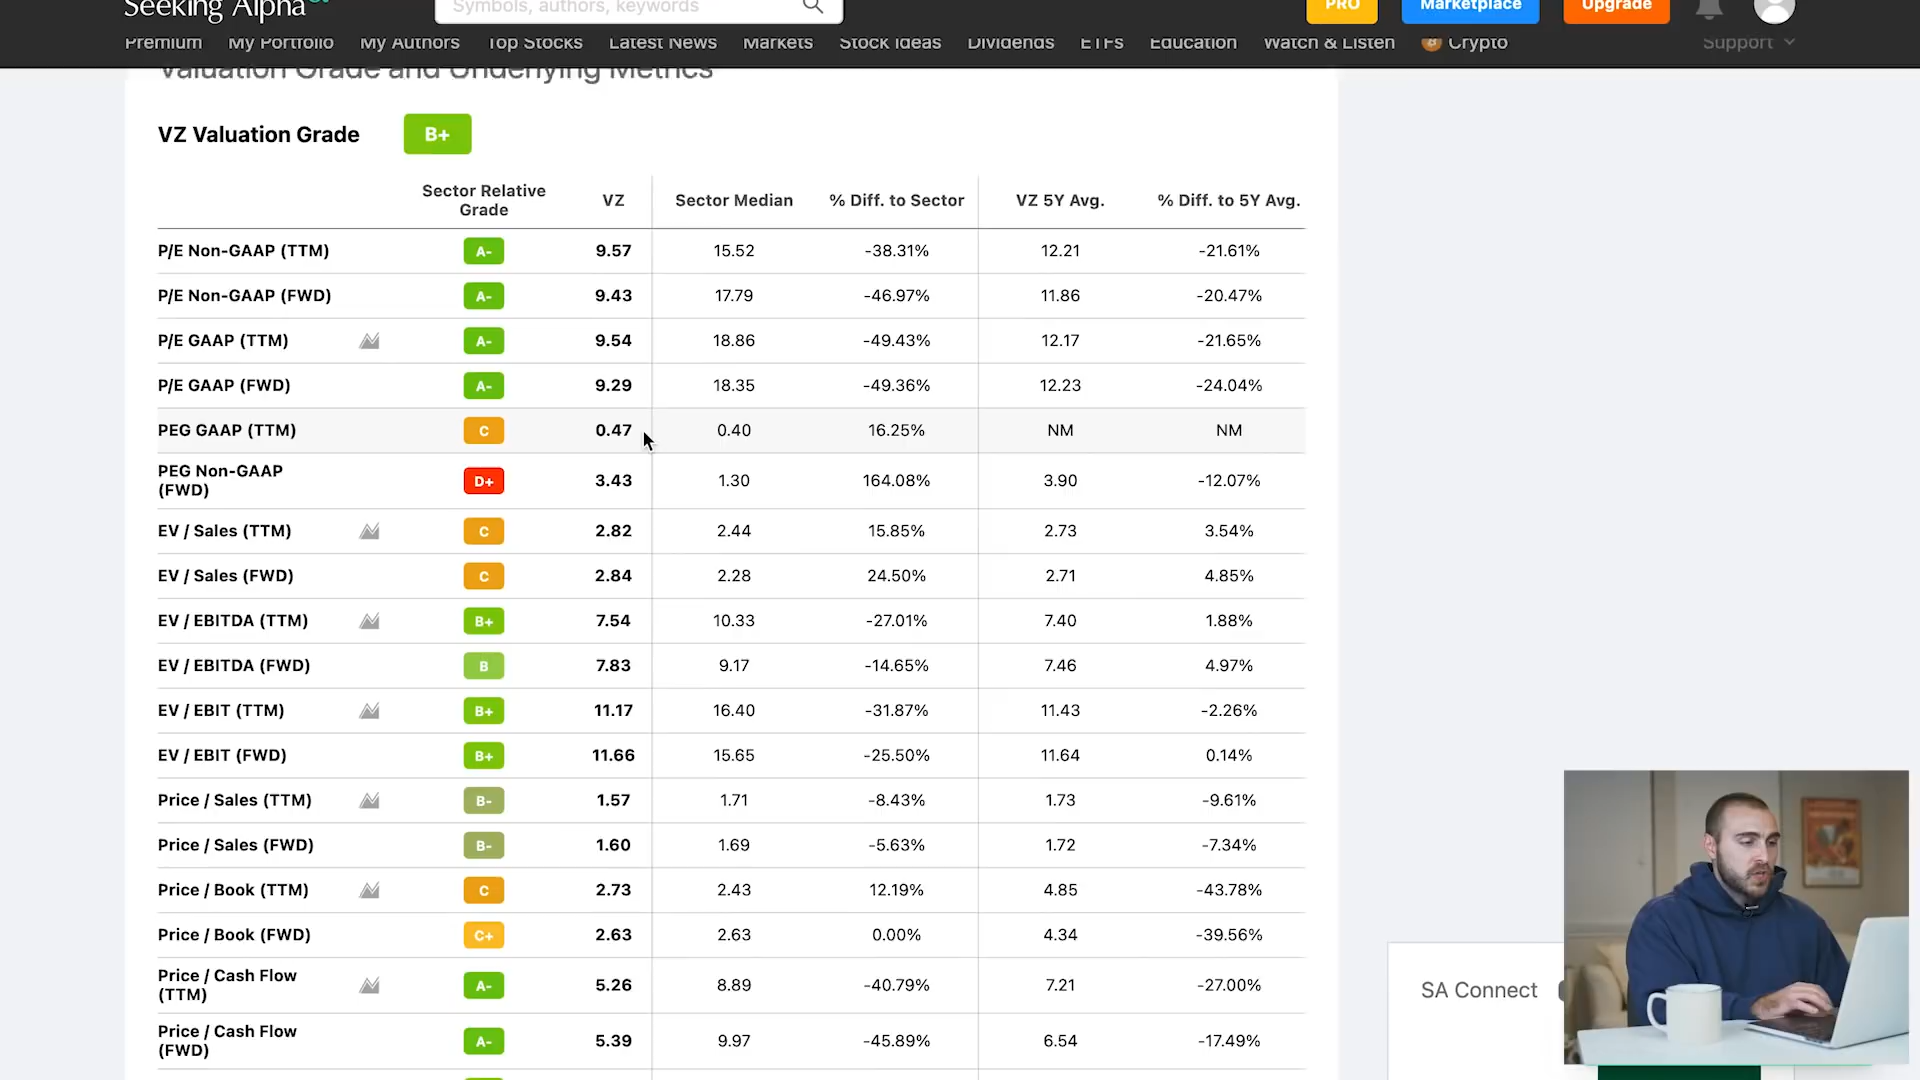 Seeking Alpha
Symbols, authors, keywords
PRO
Marketplace
Upgrade
Premium My Portfolio My Authors Top Stocks Latest News Markets Stock Ideas Dividends ETFs Education Watch & Listen Crypto Support
Valuation Grade and Underlying Metrics
VZ Valuation Grade B+
Sector Relative Grade VZ Sector Median % Diff. to Sector VZ 5Y Avg. % Diff. to 5Y Avg.
P/E Non-GAAP (TTM) A- 9.57 15.52 -38.31% 12.21 -21.61%
P/E Non-GAAP (FWD) A- 9.43 17.79 -46.97% 11.86 -20.47%
P/E GAAP (TTM) A- 9.54 18.86 -49.43% 12.17 -21.65%
P/E GAAP (FWD) A- 9.29 18.35 -49.36% 12.23 -24.04%
PEG GAAP (TTM) C 0.47 0.40 16.25% NM NM
PEG Non-GAAP (FWD) D+ 3.43 1.30 164.08% 3.90 -12.07%
EV / Sales (TTM) C 2.82 2.44 15.85% 2.73 3.54%
EV / Sales (FWD) C 2.84 2.28 24.50% 2.71 4.85%
EV / EBITDA (TTM) B+ 7.54 10.33 -27.01% 7.40 1.88%
EV / EBITDA (FWD) B 7.83 9.17 -14.65% 7.46 4.97%
EV / EBIT (TTM) B+ 11.17 16.40 -31.87% 11.43 -2.26%
EV / EBIT (FWD) B+ 11.66 15.65 -25.50% 11.64 0.14%
Price / Sales (TTM) B- 1.57 1.71 -8.43% 1.73 -9.61%
Price / Sales (FWD) B- 1.60 1.69 -5.63% 1.72 -7.34%
Price / Book (TTM) C 2.73 2.43 12.19% 4.85 -43.78%
Price / Book (FWD) C+ 2.63 2.63 0.00% 4.34 -39.56%
Price / Cash Flow (TTM) A- 5.26 8.89 -40.79% 7.21 -27.00%
Price / Cash Flow (FWD) A- 5.39 9.97 -45.89% 6.54 -17.49%
SA Connect